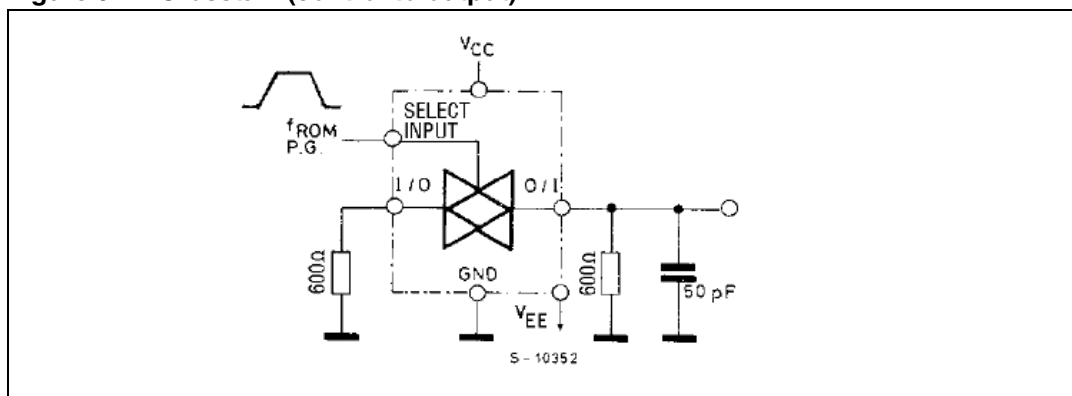 VCC
SELECT
INPUT
fROM
P.G.
I/O
O/I
600Ω
GND
VEE
600Ω
50 pF
S-10352